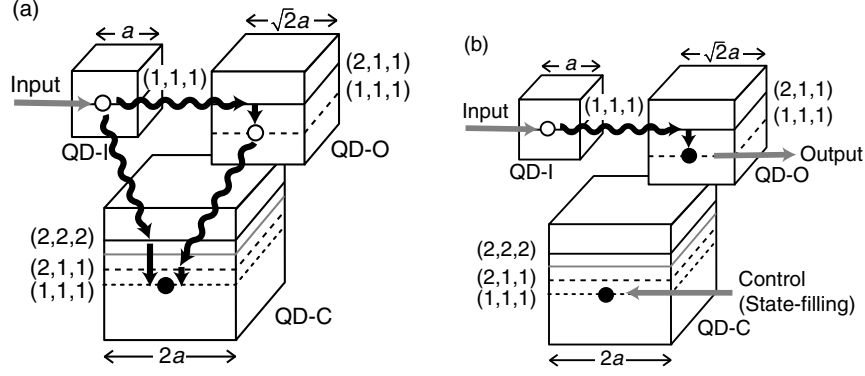 (a)
a
√2a
Input
(1,1,1)
(2,1,1)
(1,1,1)
QD-I
QD-O
(2,2,2)
(2,1,1)
(1,1,1)
QD-C
2a
(b)
a
√2a
Input
(1,1,1)
(2,1,1)
(1,1,1)
Output
QD-I
QD-O
(2,2,2)
(2,1,1)
(1,1,1)
Control
(State-filling)
QD-C
2a